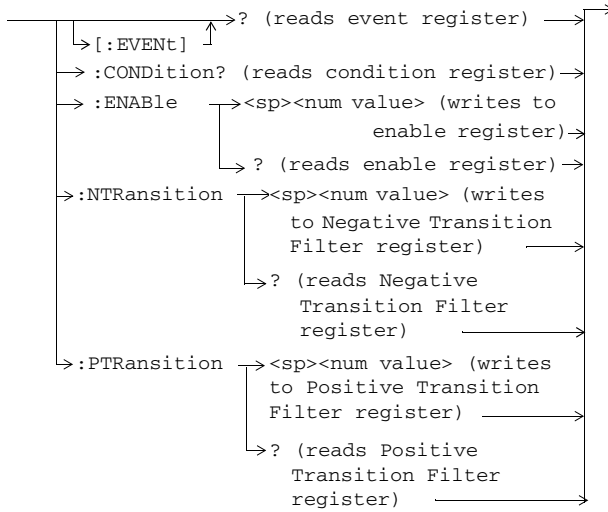 ? (reads event register)
[:EVENt]
:CONDition? (reads condition register)
:ENABle <sp><num value> (writes to
enable register)
? (reads enable register)
:NTRansition <sp><num value> (writes
to Negative Transition
Filter register)
? (reads Negative
Transition Filter
register)
:PTRansition <sp><num value> (writes
to Positive Transition
Filter register)
? (reads Positive
Transition Filter
register)